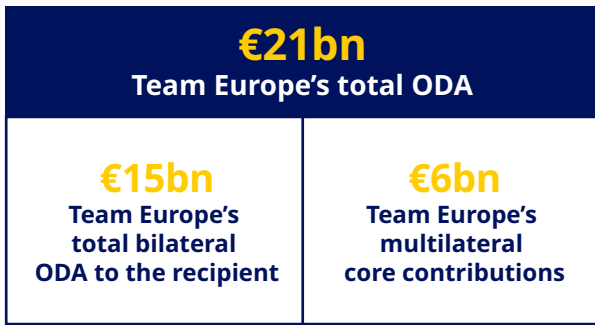 €21bn
Team Europe’s total ODA
€15bn
Team Europe’s
total bilateral
ODA to the recipient
€6bn
Team Europe’s
multilateral
core contributions